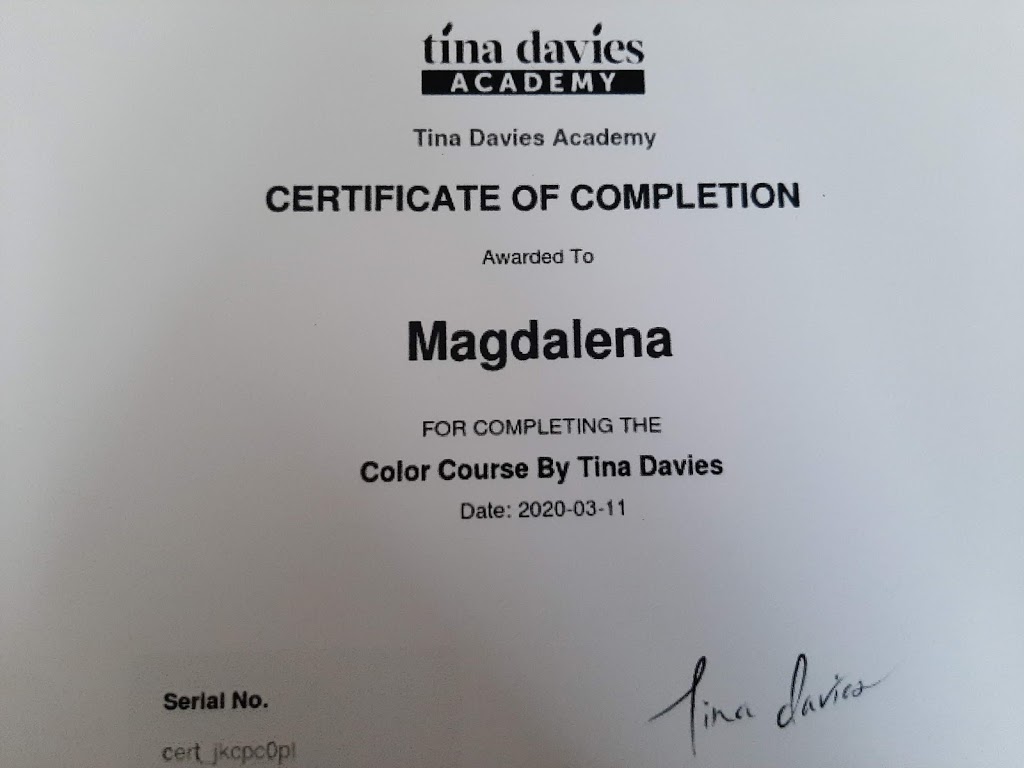 tina davies
ACADEMY
Tina Davies Academy
CERTIFICATE OF COMPLETION
Awarded To
Magdalena
FOR COMPLETING THE
Color Course By Tina Davies
Date: 2020-03-11
Tina Davies
Serial No.
cert_jkcpc0pl